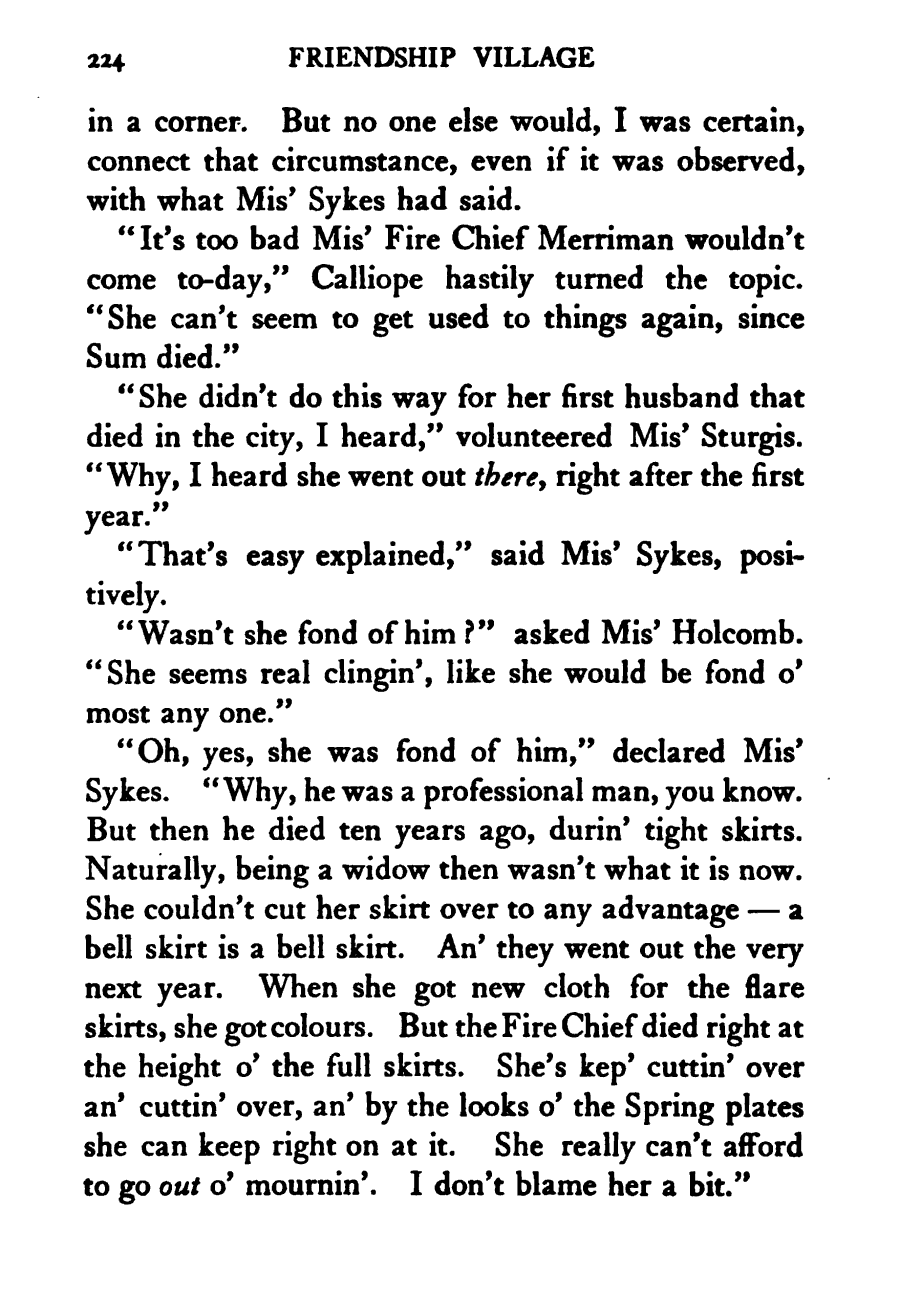 224 FRIENDSHIP VILLAGE
in a corner. But no one else would, I was certain,
connect that circumstance, even if it was observed,
with what Mis' Sykes had said.
"It's too bad Mis' Fire Chief Merriman wouldn't
come to-day," Calliope hastily turned the topic.
"She can't seem to get used to things again, since
Sum died."
"She didn't do this way for her first husband that
died in the city, I heard," volunteered Mis' Sturgis.
"Why, I heard she went out there, right after the first
year."
"That's easy explained," said Mis' Sykes, posi-
tively.
"Wasn't she fond of him?" asked Mis' Holcomb.
"She seems real clingin', like she would be fond o'
most any one."
"Oh, yes, she was fond of him," declared Mis'
Sykes. "Why, he was a professional man, you know.
But then he died ten years ago, durin' tight skirts.
Naturally, being a widow then wasn't what it is now.
She couldn't cut her skirt over to any advantage — a
bell skirt is a bell skirt. An' they went out the very
next year. When she got new cloth for the flare
skirts, she got colours. But the Fire Chief died right at
the height o' the full skirts. She's kep' cuttin' over
an' cuttin' over, an' by the looks o' the Spring plates
she can keep right on at it. She really can't afford
to go out o' mournin'. I don't blame her a bit."